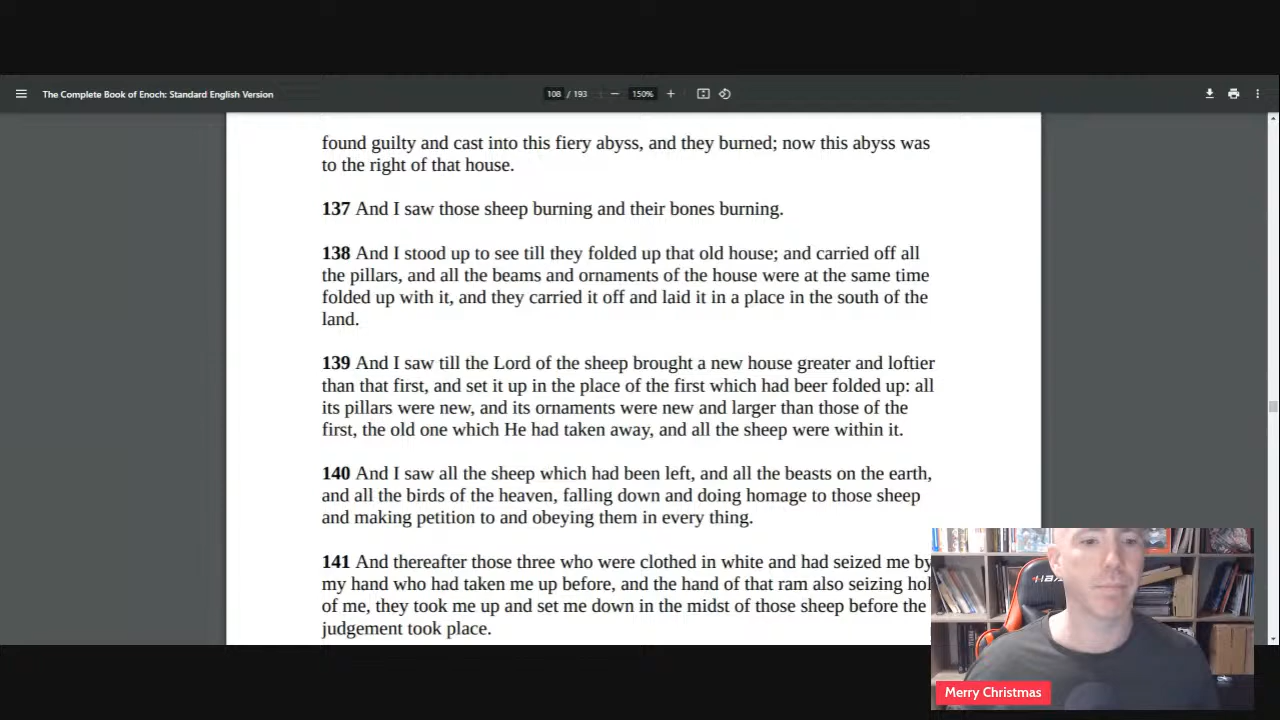 The Complete Book of Enoch: Standard English Version
108 / 193
150%
found guilty and cast into this fiery abyss, and they burned; now this abyss was
to the right of that house.
137 And I saw those sheep burning and their bones burning.
138 And I stood up to see till they folded up that old house; and carried off all
the pillars, and all the beams and ornaments of the house were at the same time
folded up with it, and they carried it off and laid it in a place in the south of the
land.
139 And I saw till the Lord of the sheep brought a new house greater and loftier
than that first, and set it up in the place of the first which had beer folded up: all
its pillars were new, and its ornaments were new and larger than those of the
first, the old one which He had taken away, and all the sheep were within it.
140 And I saw all the sheep which had been left, and all the beasts on the earth,
and all the birds of the heaven, falling down and doing homage to those sheep
and making petition to and obeying them in every thing.
141 And thereafter those three who were clothed in white and had seized me by
my hand who had taken me up before, and the hand of that ram also seizing hol
of me, they took me up and set me down in the midst of those sheep before the
judgement took place.
Merry Christmas